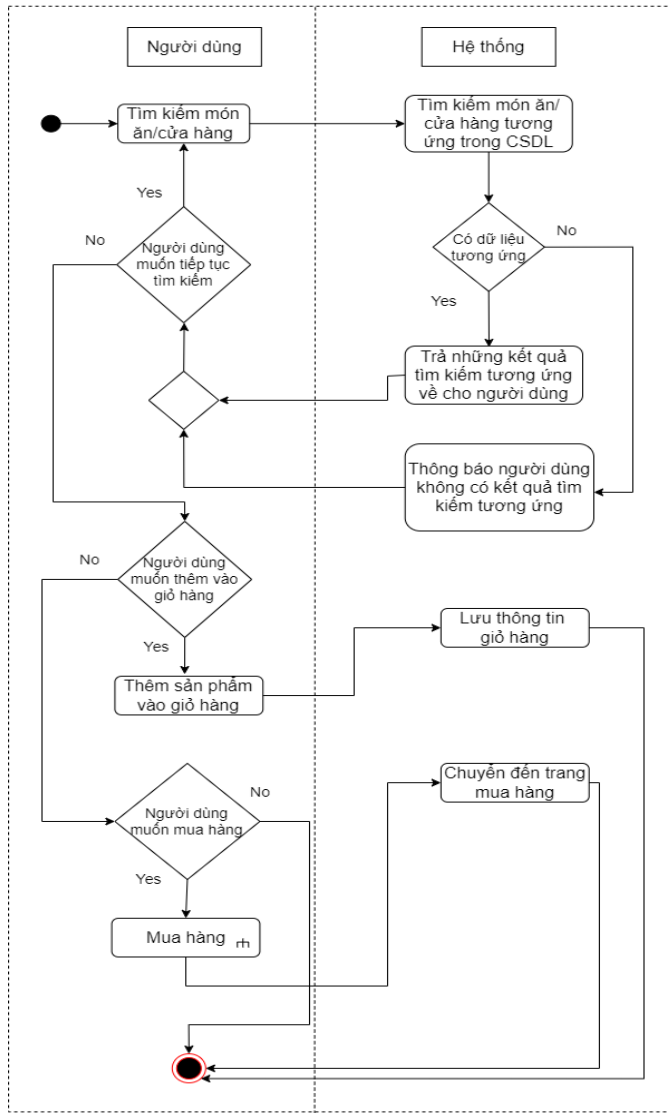 Người dùng
Hệ thống
Tìm kiếm món
ăn/cửa hàng
Tìm kiếm món ăn/
cửa hàng tương
ứng trong CSDL
Yes
No
Người dùng
muốn tiếp tục
tìm kiếm
Có dữ liệu
tương ứng
No
Yes
Trả những kết quả
tìm kiếm tương ứng
về cho người dùng
Thông báo người dùng
không có kết quả tìm
kiếm tương ứng
No
Người dùng
muốn thêm vào
giỏ hàng
Yes
Thêm sản phẩm
vào giỏ hàng
Lưu thông tin
giỏ hàng
Chuyển đến trang
mua hàng
No
Người dùng
muốn mua hàng
Yes
Mua hàng